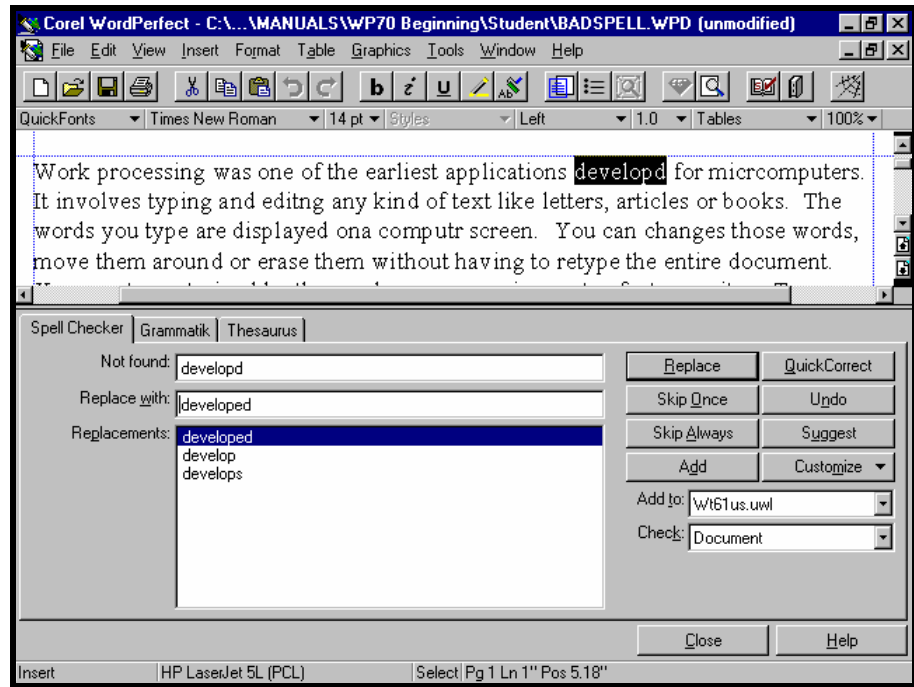 Corel WordPerfect - C:\...\MANUALS\WP70 Beginning\Student\BADSPELL.WPD (unmodified)
File Edit View Insert Format Table Graphics Tools Window Help
QuickFonts Times New Roman 14 pt Styles Left 1.0 Tables 100%
Work processing was one of the earliest applications developd for micrcomputers.
It involves typing and editng any kind of text like letters, articles or books. The
words you type are displayed ona computr screen. You can changes those words,
move them around or erase them without having to retype the entire document.
Spell Checker Grammatik Thesaurus
Not found: developd Replace QuickCorrect
Replace with: developed Skip Once Undo
Replacements: developed Skip Always Suggest
develop
develops Add Customize
Add to: Wt61us.uwl
Check: Document
Close Help
Insert HP LaserJet 5L (PCL) Select Pg 1 Ln 1" Pos 5.18"